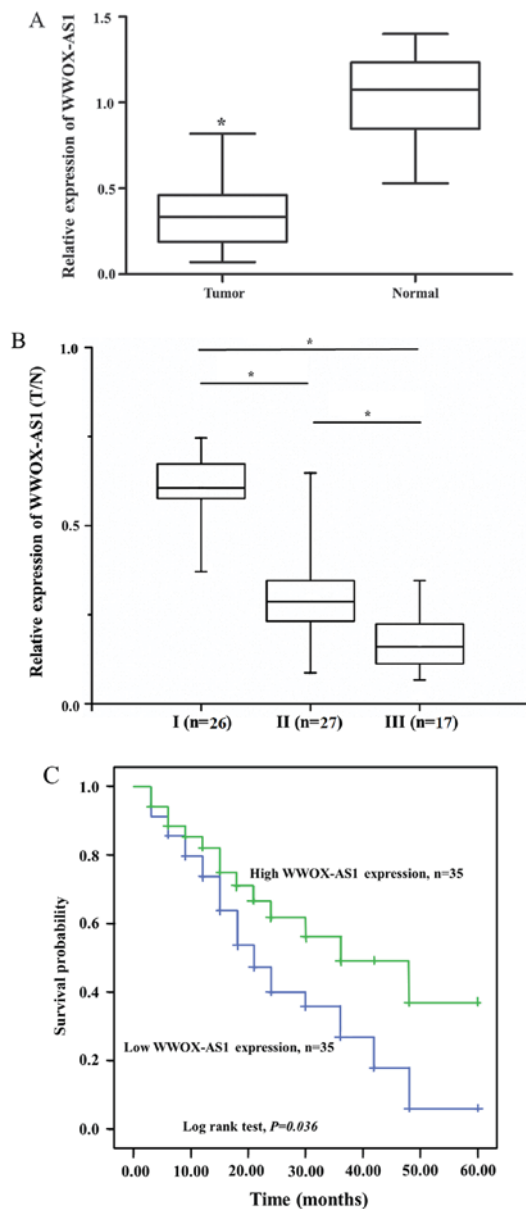 A
Relative expression of WWOX-AS1
1.5
1.0
0.5
0.0
*
Tumor
Normal
B
Relative expression of WWOX-AS1 (T/N)
1.0
0.5
0.0
*
*
*
I (n=26)
II (n=27)
III (n=17)
C
Survival probability
1.0
0.8
0.6
0.4
0.2
0.0
High WWOX-AS1 expression, n=35
Low WWOX-AS1 expression, n=35
Log rank test, P=0.036
0.00
10.00
20.00
30.00
40.00
50.00
60.00
Time (months)